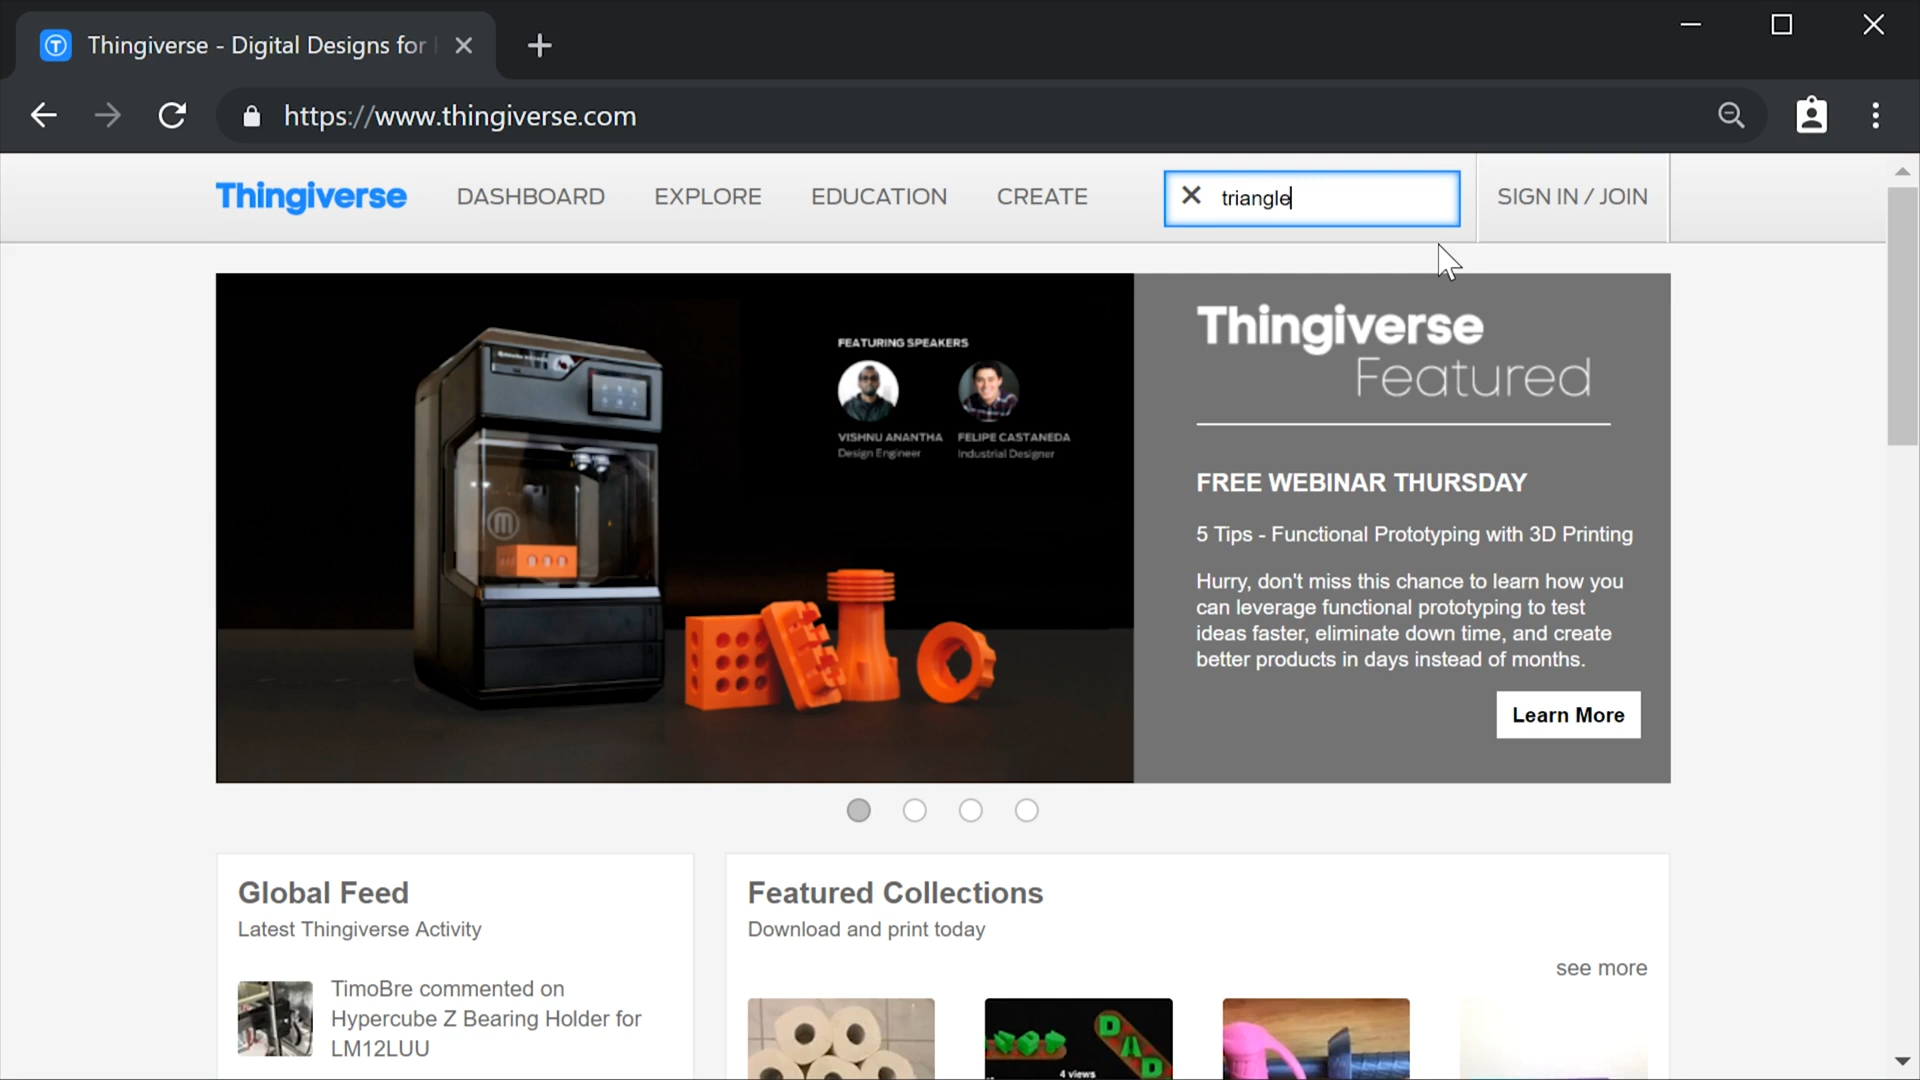 Thingiverse - Digital Designs for
https://www.thingiverse.com
Thingiverse
DASHBOARD
EXPLORE
EDUCATION
CREATE
triangle
SIGN IN / JOIN
FEATURING SPEAKERS
VISHNU ANANTHA
Design Engineer
FELIPE CASTANEDA
Industrial Designer
Thingiverse
Featured
FREE WEBINAR THURSDAY
5 Tips - Functional Prototyping with 3D Printing
Hurry, don't miss this chance to learn how you
can leverage functional prototyping to test
ideas faster, eliminate down time, and create
better products in days instead of months.
Learn More
Global Feed
Latest Thingiverse Activity
TimoBre commented on
Hypercube Z Bearing Holder for
LM12LUU
Featured Collections
Download and print today
see more
DAD
4 views